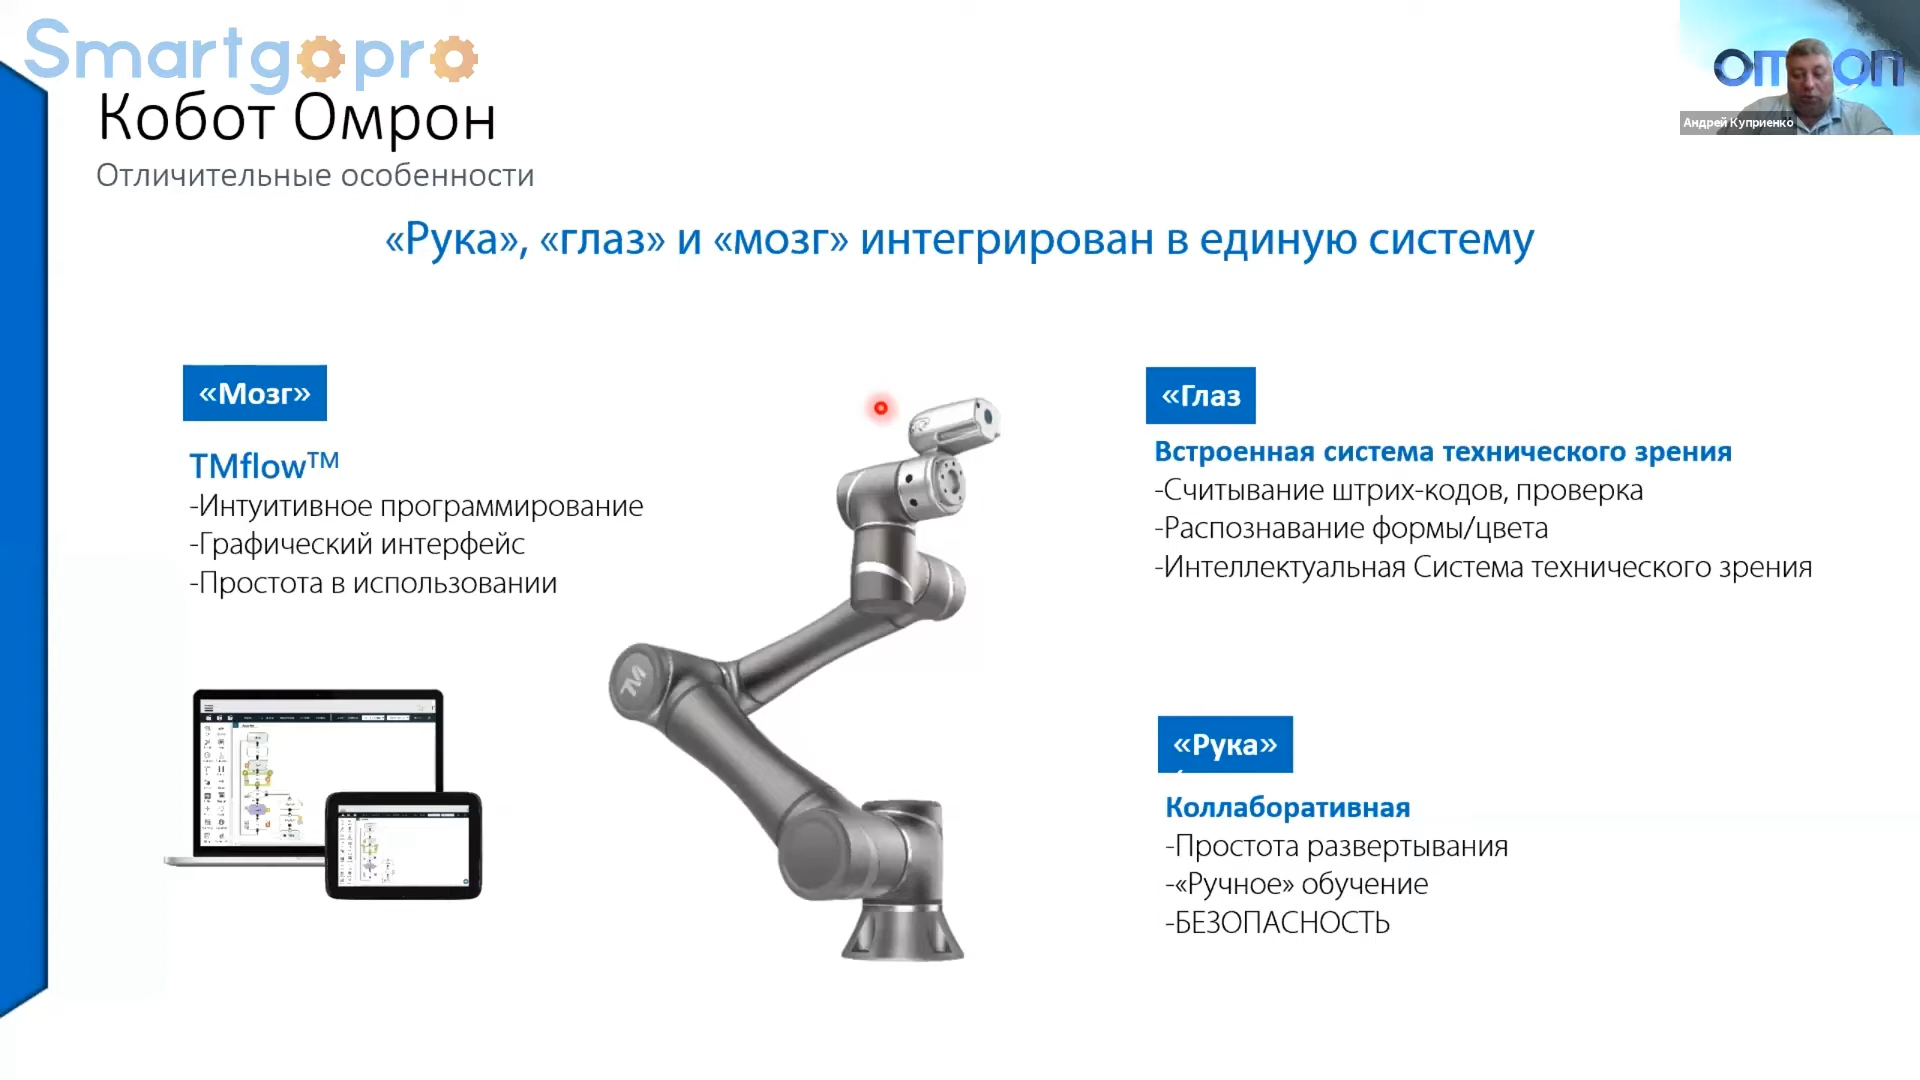 Smartgopro
Кобот Омрон
Отличительные особенности
«Рука», «глаз» и «мозг» интегрирован в единую систему
«Мозг»
TMflow™
-Интуитивное программирование
-Графический интерфейс
-Простота в использовании
«Глаз
Встроенная система технического зрения
-Считывание штрих-кодов, проверка
-Распознавание формы/цвета
-Интеллектуальная Система технического зрения
«Рука»
Коллаборативная
-Простота развертывания
-«Ручное» обучение
-БЕЗОПАСНОСТЬ
TM
Андрей Куприенко